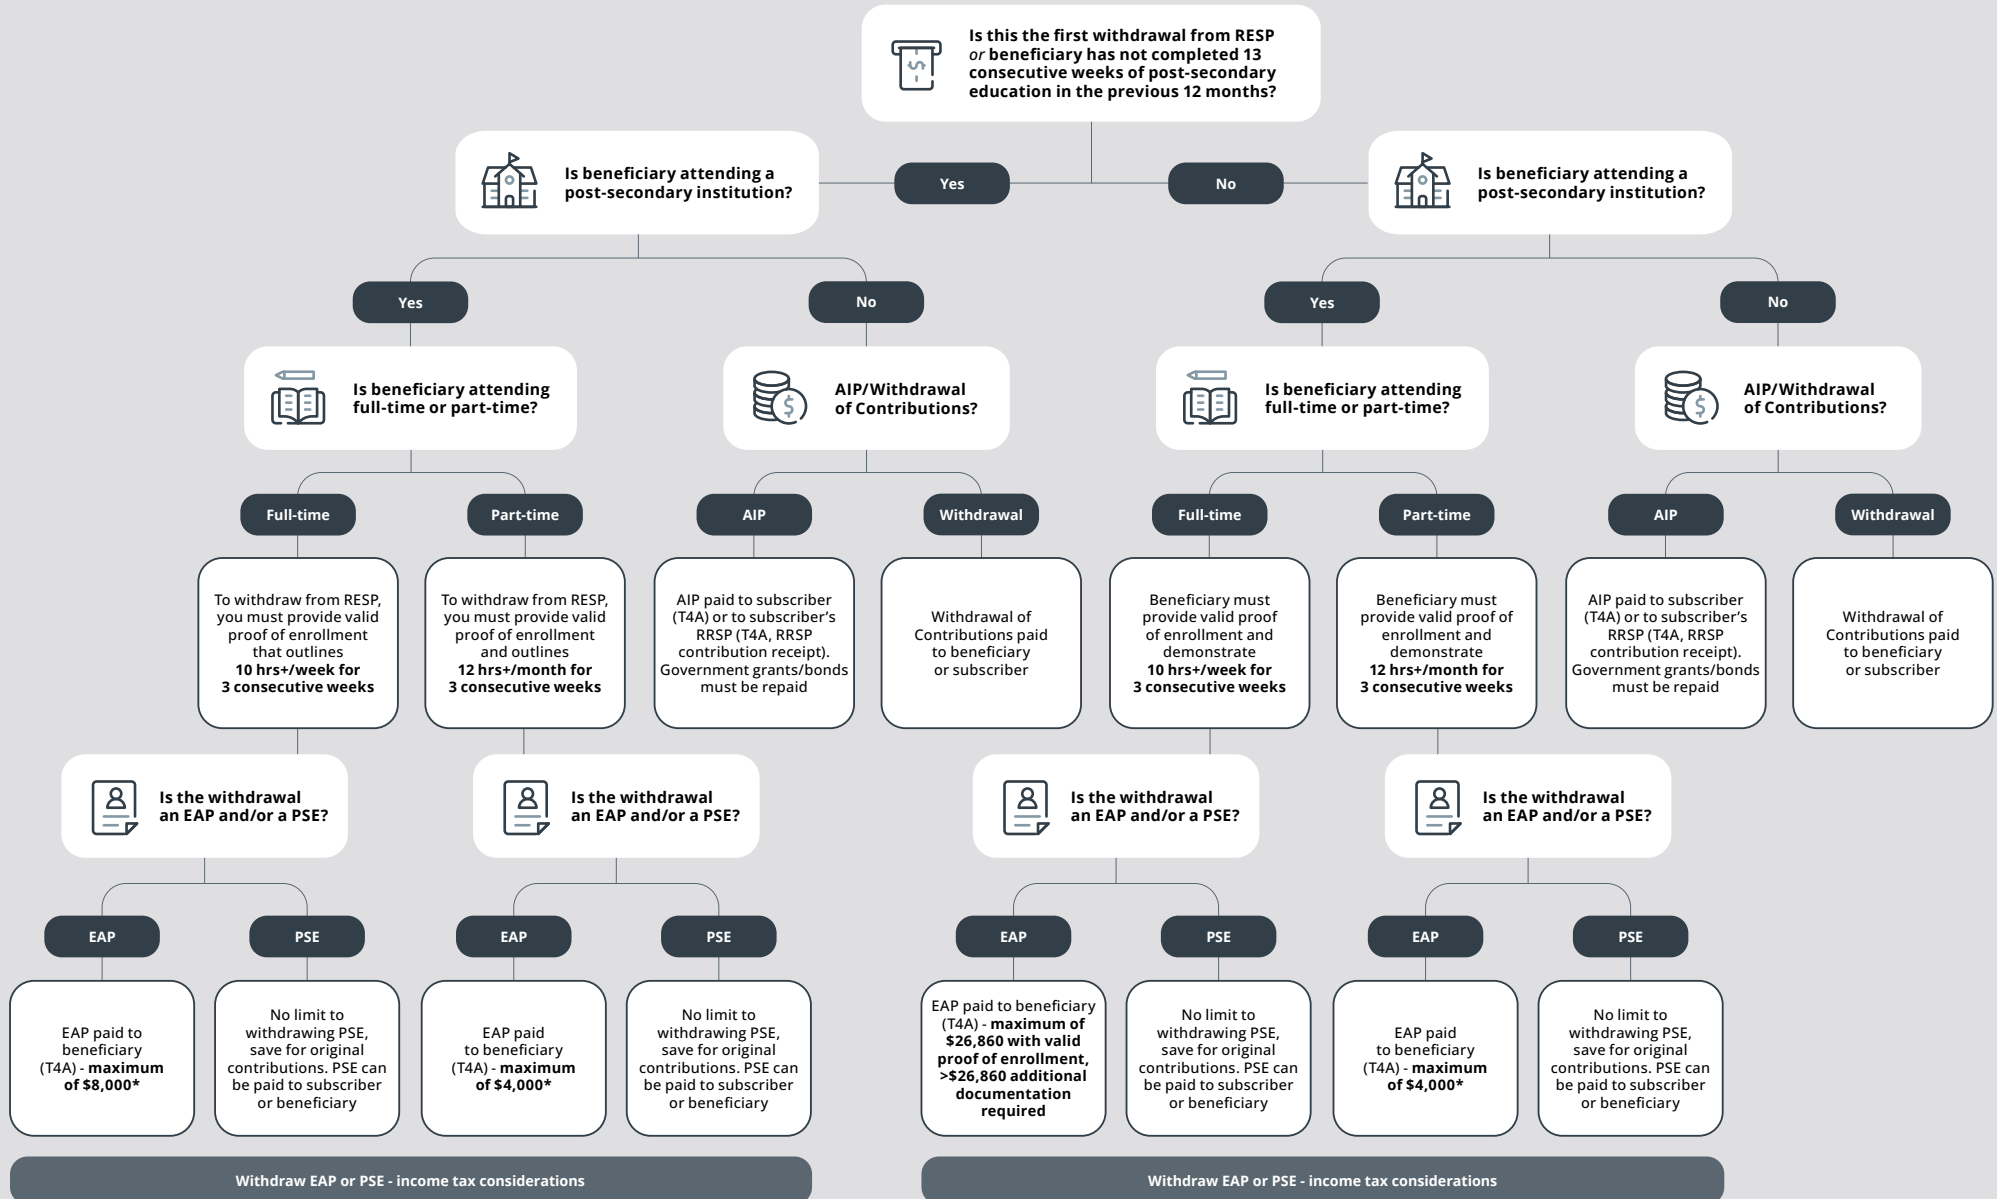 Is this the first withdrawal from RESP
or beneficiary has not completed 13
consecutive weeks of post-secondary
education in the previous 12 months?
Is beneficiary attending a
post-secondary institution?
Yes
No
Is beneficiary attending a
post-secondary institution?
Yes
No
Yes
No
Is beneficiary attending
full-time or part-time?
AIP/Withdrawal
of Contributions?
Is beneficiary attending
full-time or part-time?
AIP/Withdrawal
of Contributions?
Full-time
Part-time
AIP
Withdrawal
Full-time
Part-time
AIP
Withdrawal
To withdraw from RESP,
you must provide valid
proof of enrollment
that outlines
10 hrs+/week for
3 consecutive weeks
To withdraw from RESP,
you must provide valid
proof of enrollment
and outlines
12 hrs+/month for
3 consecutive weeks
AIP paid to subscriber
(T4A) or to subscriber's
RRSP (T4A, RRSP
contribution receipt).
Government grants/bonds
must be repaid
Withdrawal of
Contributions paid
to beneficiary
or subscriber
Beneficiary must
provide valid proof
of enrollment and
demonstrate
10 hrs+/week for
3 consecutive weeks
Beneficiary must
provide valid proof of
enrollment and
demonstrate
12 hrs+/month for
3 consecutive weeks
AIP paid to subscriber
(T4A) or to subscriber's
RRSP (T4A, RRSP
contribution receipt).
Government grants/bonds
must be repaid
Withdrawal of
Contributions paid
to beneficiary
or subscriber
Is the withdrawal
an EAP and/or a PSE?
Is the withdrawal
an EAP and/or a PSE?
Is the withdrawal
an EAP and/or a PSE?
Is the withdrawal
an EAP and/or a PSE?
EAP
PSE
EAP
PSE
EAP
PSE
EAP
PSE
EAP paid to
beneficiary
(T4A) - maximum
of $8,000*
No limit to
withdrawing PSE,
save for original
contributions. PSE can
be paid to subscriber
or beneficiary
EAP paid
to beneficiary
(T4A) - maximum
of $4,000*
No limit to
withdrawing PSE,
save for original
contributions. PSE can
be paid to subscriber
or beneficiary
EAP paid to beneficiary
(T4A) - maximum of
$26,860 with valid
proof of enrollment,
>$26,860 additional
documentation
required
No limit to
withdrawing PSE,
save for original
contributions. PSE can
be paid to subscriber
or beneficiary
EAP paid
to beneficiary
(T4A) - maximum
of $4,000*
No limit to
withdrawing PSE,
save for original
contributions. PSE can
be paid to subscriber
or beneficiary
Withdraw EAP or PSE - income tax considerations
Withdraw EAP or PSE - income tax considerations